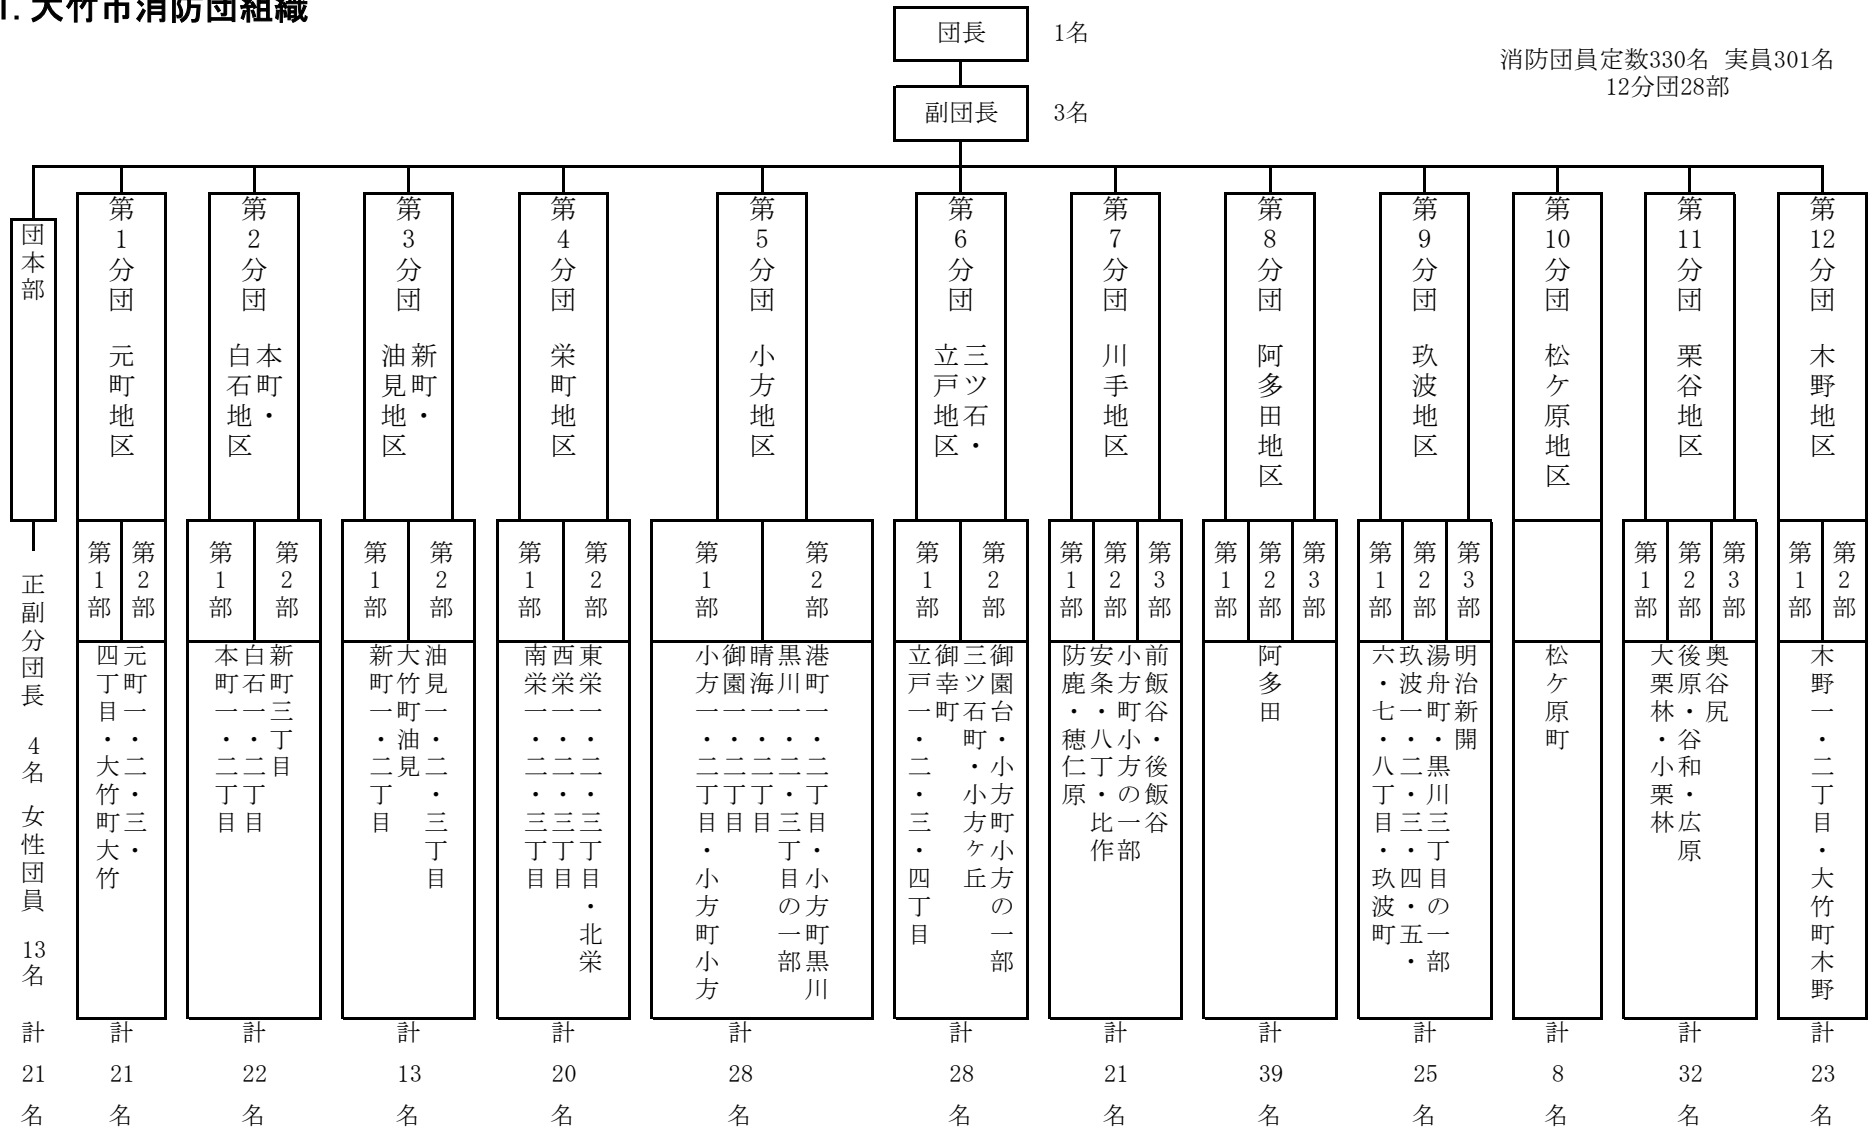 1. 大竹市消防団組織
団長 1名
副団長 3名
消防団員定数330名 実員301名
12分団28部
団本部
正副分団長 4名 女性団員 13名
計 21名
第1分団 元町地区
第1部
第2部
元町一・二・三・
四丁目・大竹町大竹
計 21名
第2分団 本町・
白石地区
第1部
第2部
新町三丁目
白石一・二丁目
本町一・二丁目
計 22名
第3分団 新町・
油見地区
第1部
第2部
油見一・二・三丁目
大竹町油見
新町一・二丁目
計 13名
第4分団 栄町地区
第1部
第2部
東栄一・二・三丁目・北栄
西栄一・二・三丁目
南栄一・二・三丁目
計 20名
第5分団 小方地区
第1部
第2部
港町一・二丁目・小方町黒川
黒川一・二・三丁目の一部
晴海一・二丁目
御園一・二丁目
小方一・二丁目・小方町小方
計 28名
第6分団 三ツ石・
立戸地区
第1部
第2部
御園台・小方町小方の一部
三ツ石町・小方ケ丘
御幸町
立戸一・二・三・四丁目
計 28名
第7分団 川手地区
第1部
第2部
第3部
前飯谷・後飯谷
小方町小方の一部
安条・八丁・比作
防鹿・穂仁原
計 21名
第8分団 阿多田地区
第1部
第2部
第3部
阿多田
計 39名
第9分団 玖波地区
第1部
第2部
第3部
明治新開
湯舟町・黒川三丁目の一部
玖波一・二・三・四・五・
六・七・八丁目・玖波町
計 25名
第10分団 松ケ原地区
松ケ原町
計 8名
第11分団 栗谷地区
第1部
第2部
第3部
奥谷尻
後原・谷和・広原
大栗林・小栗林
計 32名
第12分団 木野地区
第1部
第2部
木野一・二丁目・大竹町木野
計 23名